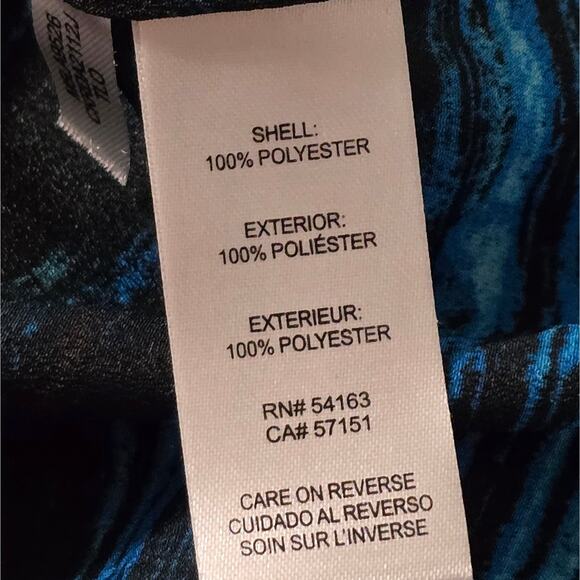 SHELL:
100% POLYESTER
EXTERIOR:
100% POLIÉSTER
EXTERIEUR:
100% POLYESTER
RN# 54163
CA# 57151
CARE ON REVERSE
CUIDADO AL REVERSO
SOIN SUR L'INVERSE